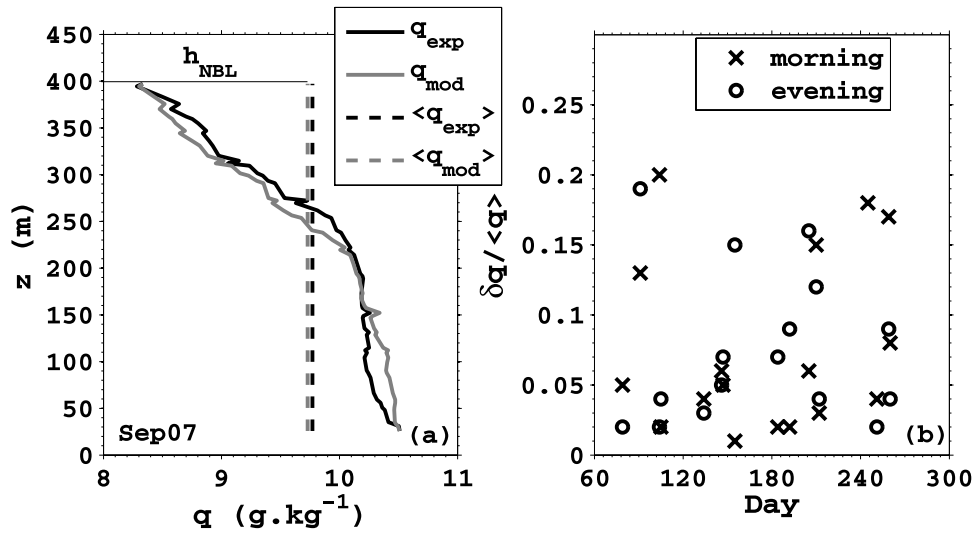 450
400
350
300
250
200
150
100
50
0
z (m)
h_NBL
q_exp
q_mod
<q_exp>
<q_mod>
Sep07
(a)
8
9
10
11
q (g.kg^-1)
δq/<q>
0.25
0.2
0.15
0.1
0.05
0
morning
evening
(b)
60
120
180
240
300
Day